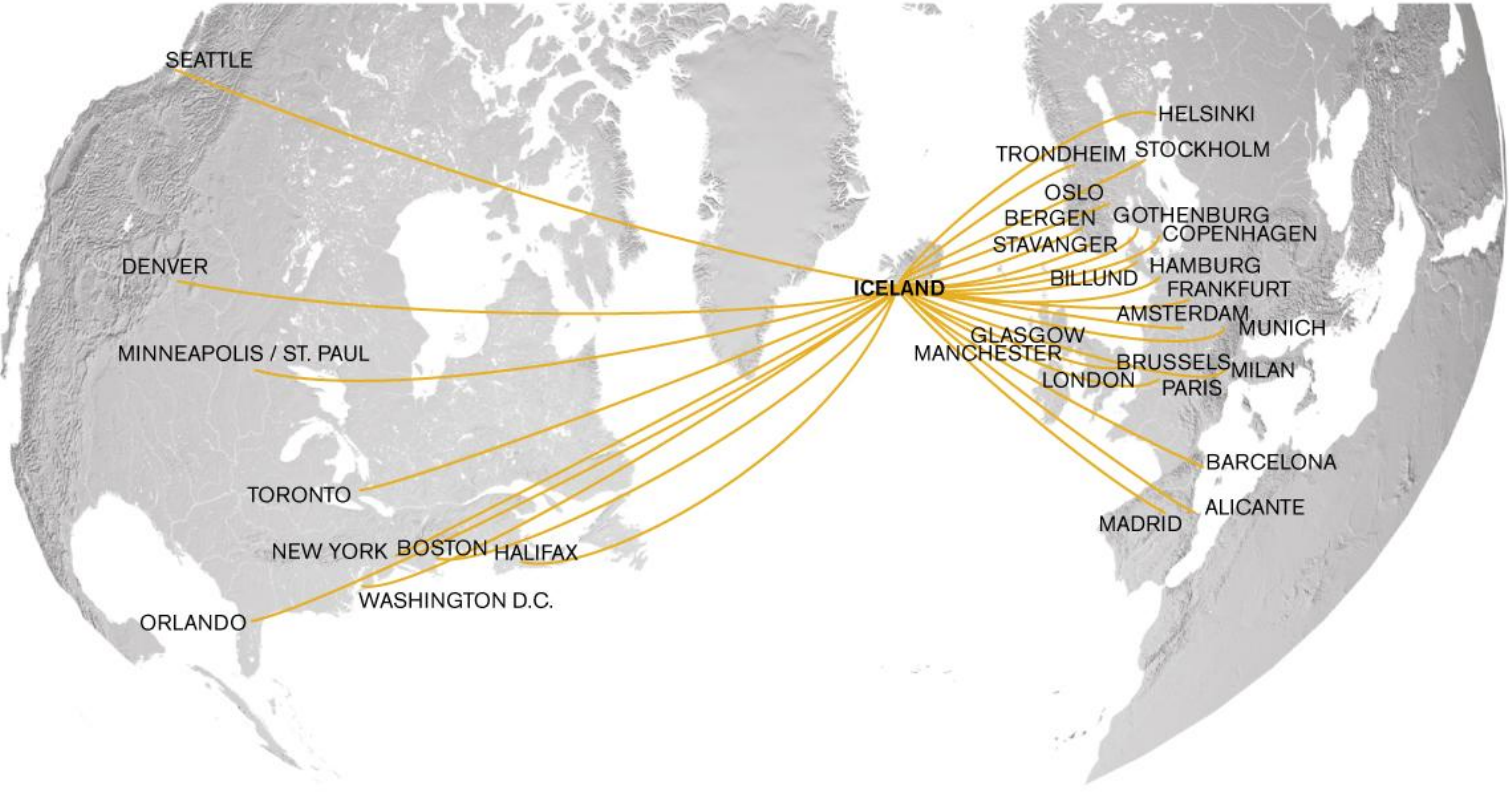 SEATTLE
DENVER
MINNEAPOLIS / ST. PAUL
TORONTO
NEW YORK
BOSTON
HALIFAX
WASHINGTON D.C.
ORLANDO
ICELAND
HELSINKI
TRONDHEIM
STOCKHOLM
OSLO
BERGEN
GOTHENBURG
STAVANGER
COPENHAGEN
BILLUND
HAMBURG
FRANKFURT
AMSTERDAM
MUNICH
GLASGOW
MANCHESTER
BRUSSELS
MILAN
LONDON
PARIS
BARCELONA
ALICANTE
MADRID